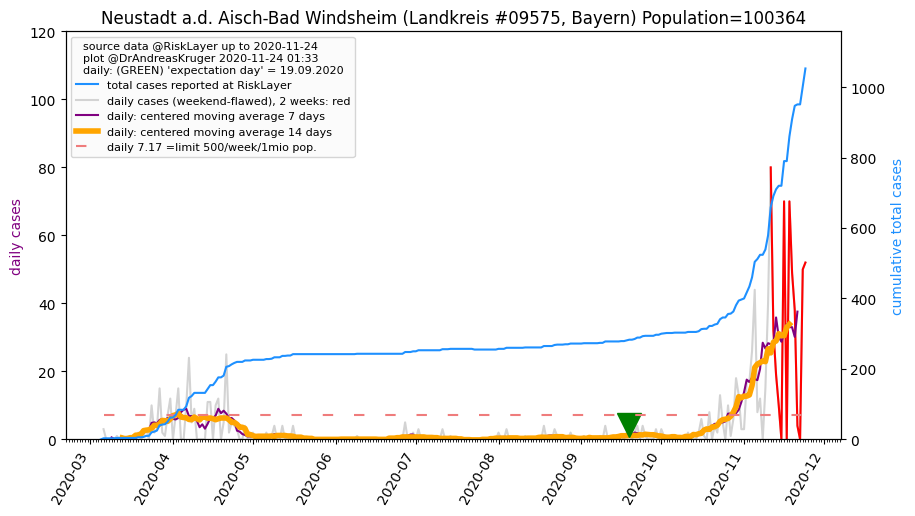 Neustadt a.d. Aisch-Bad Windsheim (Landkreis #09575, Bayern) Population=100364
source data @RiskLayer up to 2020-11-24
plot @DrAndreasKruger 2020-11-24 01:33
daily: (GREEN) 'expectation day' = 19.09.2020
total cases reported at RiskLayer
daily cases (weekend-flawed), 2 weeks: red
daily: centered moving average 7 days
daily: centered moving average 14 days
daily 7.17 =limit 500/week/1mio pop.
daily cases
120
100
80
60
40
20
0
cumulative total cases
1000
800
600
400
200
0
2020-03
2020-04
2020-05
2020-06
2020-07
2020-08
2020-09
2020-10
2020-11
2020-12